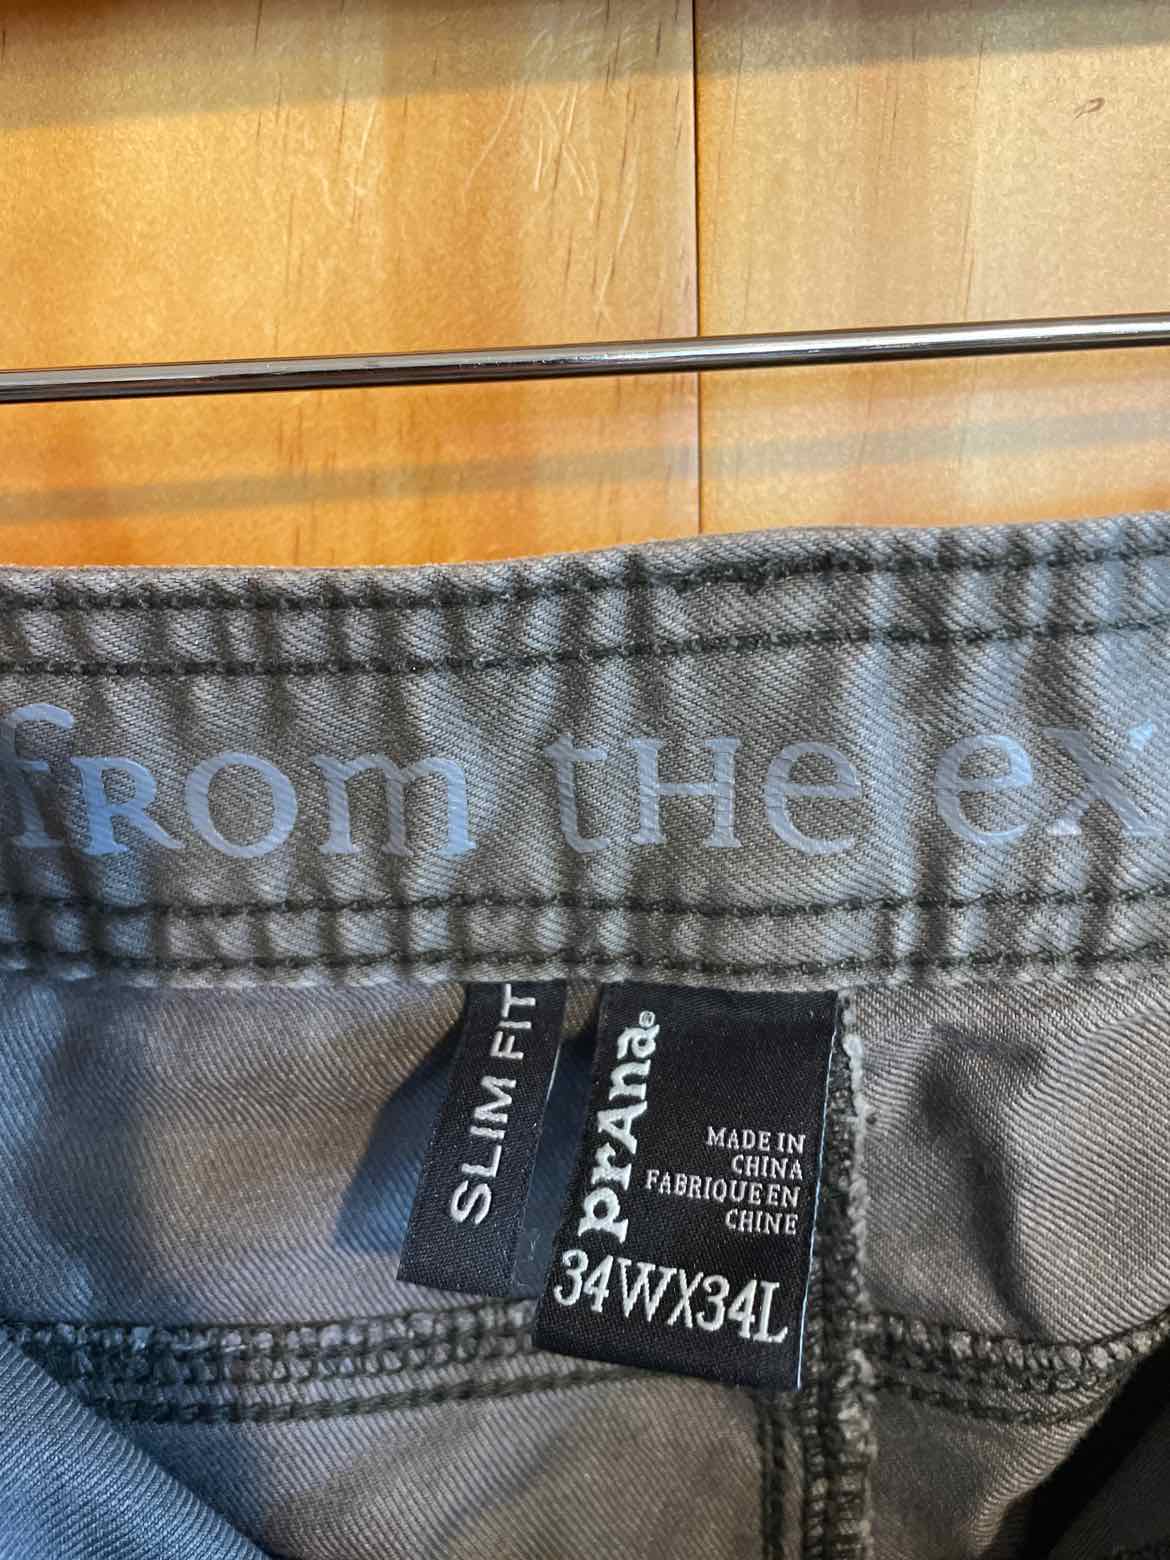 from tHe ex
SLIM FIT
prAna®
MADE IN
CHINA
FABRIQUE EN
CHINE
34WX34L